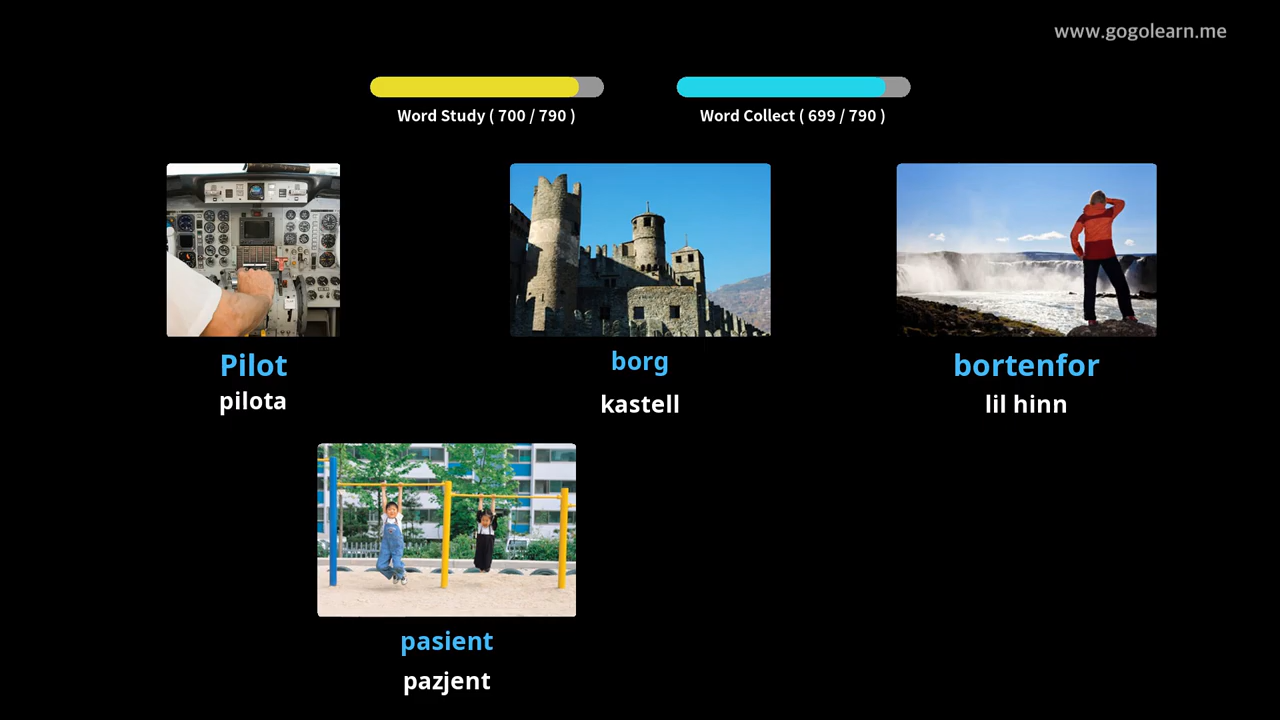 www.gogolearn.me
Word Study ( 700 / 790 )
Word Collect ( 699 / 790 )
Pilot
pilota
borg
kastell
bortenfor
lil hinn
pasient
pazjent